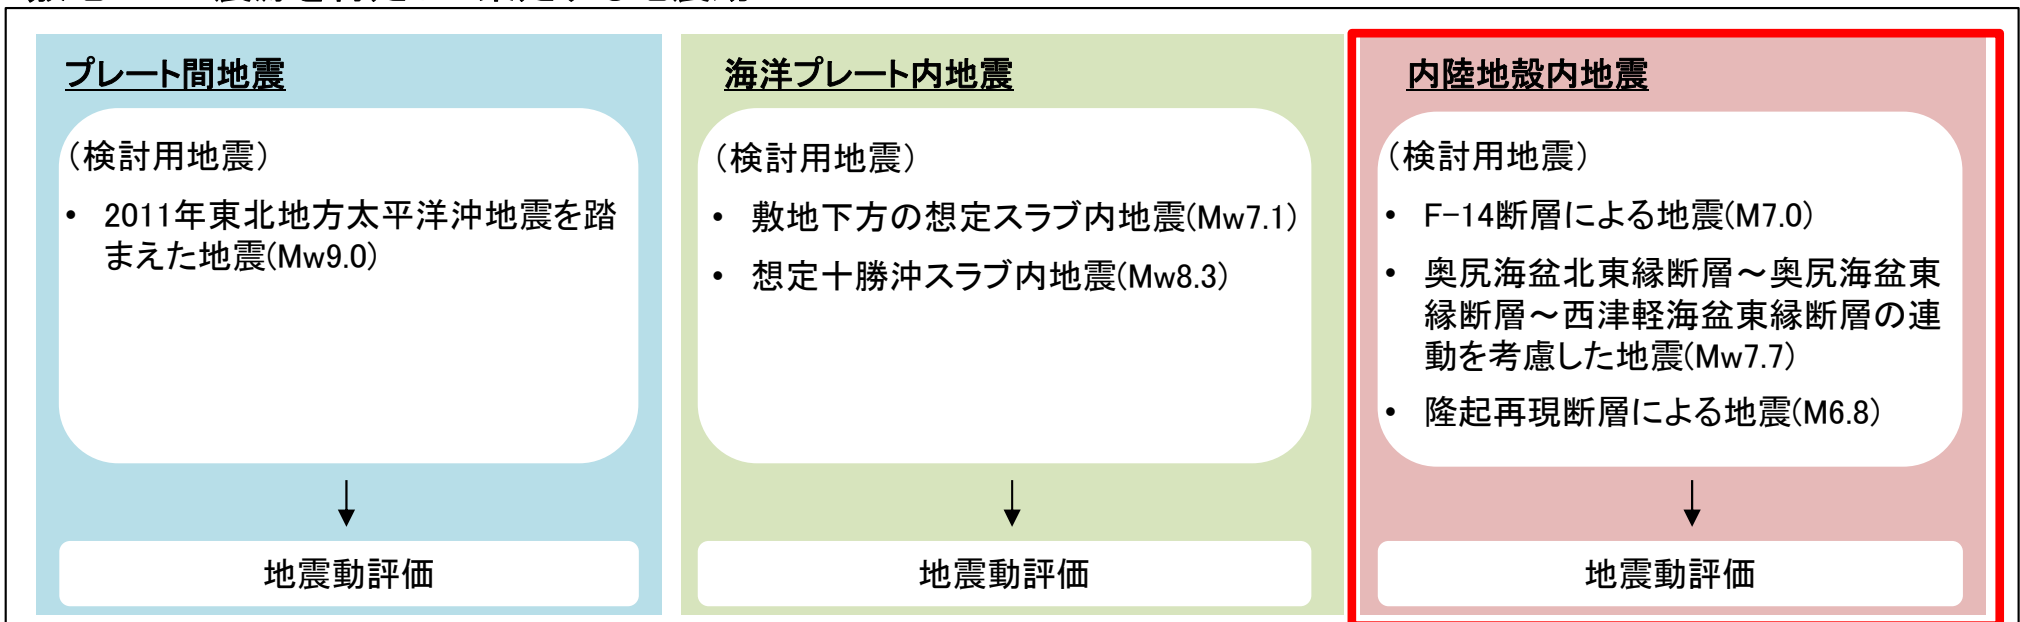 プレート間地震
(検討用地震)
• 2011年東北地方太平洋沖地震を踏
まえた地震(Mw9.0)
地震動評価
海洋プレート内地震
(検討用地震)
• 敷地下方の想定スラブ内地震(Mw7.1)
• 想定十勝沖スラブ内地震(Mw8.3)
地震動評価
内陸地殻内地震
(検討用地震)
• F-14断層による地震(M7.0)
• 奥尻海盆北東縁断層~奥尻海盆東
縁断層~西津軽海盆東縁断層の連
動を考慮した地震(Mw7.7)
• 隆起再現断層による地震(M6.8)
地震動評価